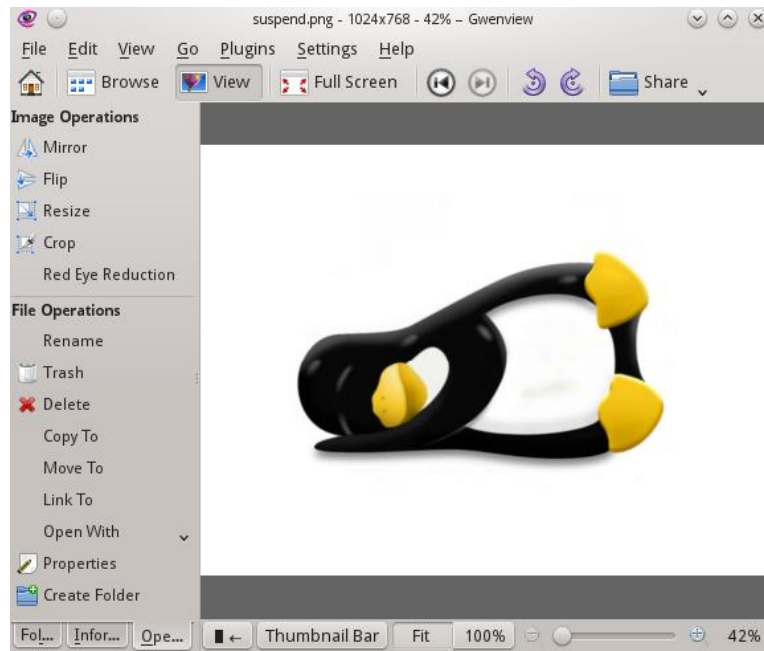 suspend.png - 1024x768 - 42% – Gwenview
File Edit View Go Plugins Settings Help
Browse View Full Screen Share
Image Operations
Mirror
Flip
Resize
Crop
Red Eye Reduction
File Operations
Rename
Trash
Delete
Copy To
Move To
Link To
Open With
Properties
Create Folder
Fol... Infor... Ope... Thumbnail Bar Fit 100% 42%